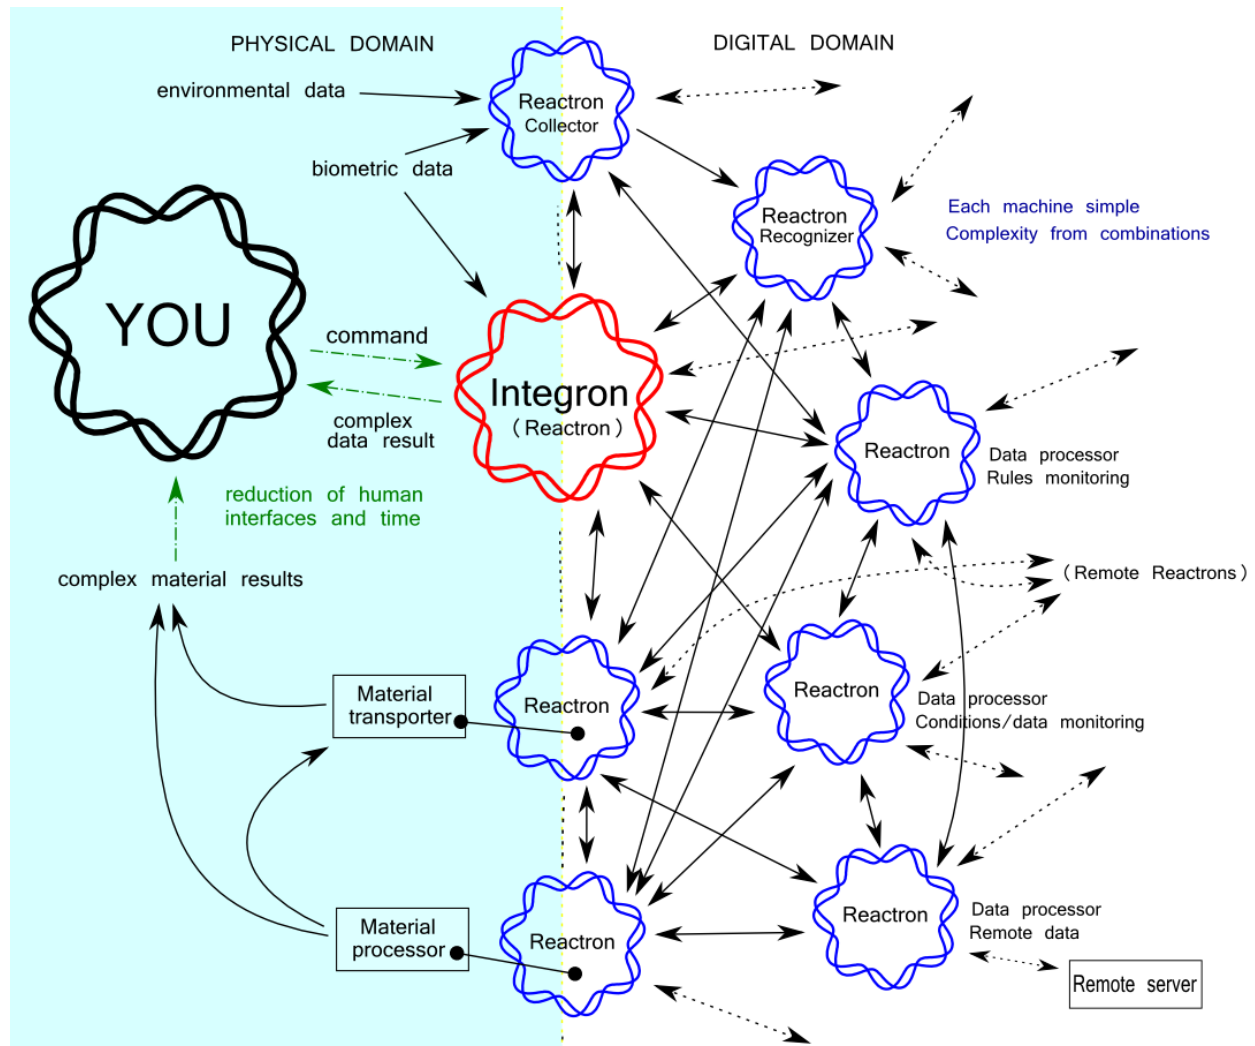 PHYSICAL DOMAIN
DIGITAL DOMAIN
environmental data
Reactron
Collector
biometric data
Reactron
Recognizer
Each machine simple
Complexity from combinations
YOU
command
Integron
(Reactron)
complex
data result
Reactron
Data processor
Rules monitoring
reduction of human
interfaces and time
complex material results
(Remote Reactrons)
Material
transporter
Reactron
Reactron
Data processor
Conditions/data monitoring
Material
processor
Reactron
Reactron
Data processor
Remote data
Remote server